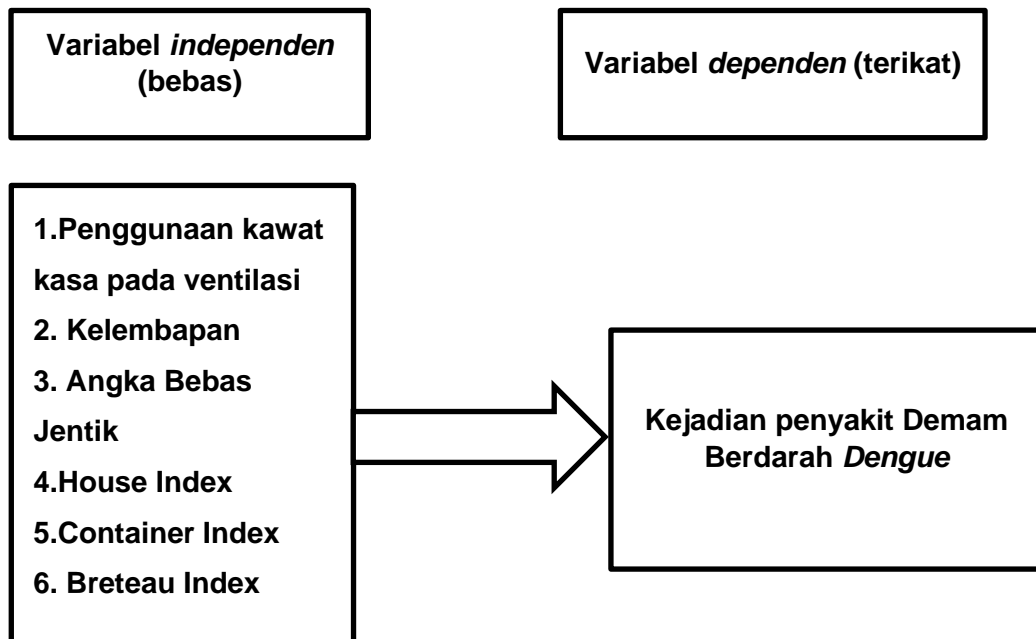 Variabel independen
(bebas)
Variabel dependen (terikat)
1.Penggunaan kawat
kasa pada ventilasi
2. Kelembapan
3. Angka Bebas
Jentik
4.House Index
5.Container Index
6. Breteau Index
Kejadian penyakit Demam
Berdarah Dengue